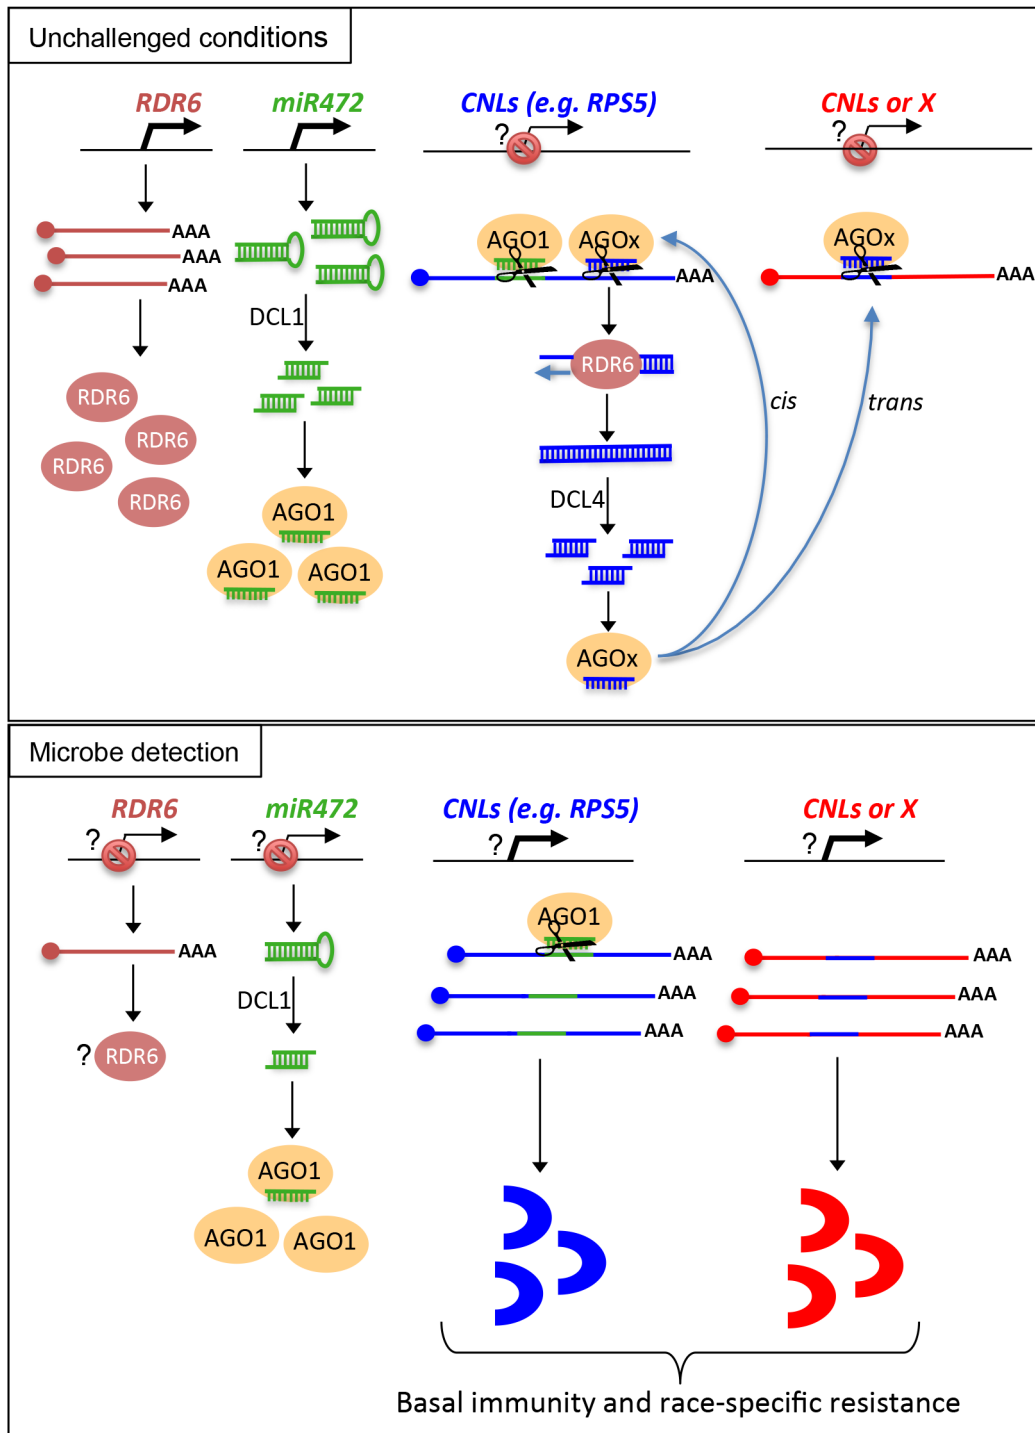 Unchallenged conditions
RDR6
miR472
CNLs (e.g. RPS5)
CNLs or X
?
?
AAA
AAA
AAA
DCL1
RDR6
RDR6
RDR6
RDR6
AGO1
AGO1
AGO1
AGO1
AGOx
AAA
RDR6
DCL4
AGOx
cis
trans
AGOx
AAA
Microbe detection
RDR6
miR472
CNLs (e.g. RPS5)
CNLs or X
?
?
?
?
AAA
? RDR6
DCL1
AGO1
AGO1
AGO1
AGO1
AAA
AAA
AAA
AAA
AAA
AAA
Basal immunity and race-specific resistance